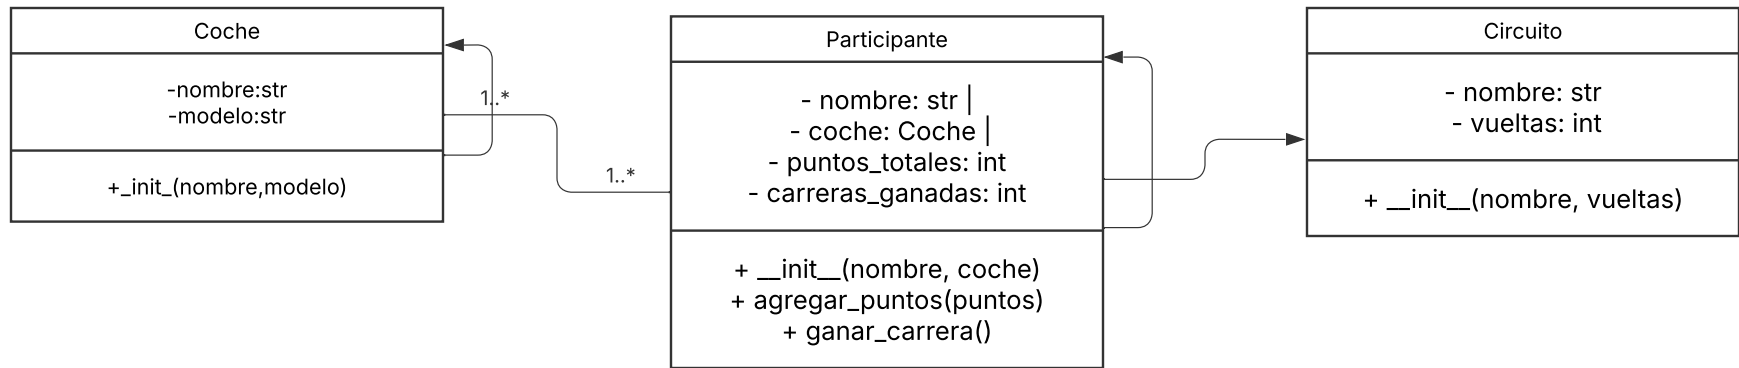 Coche
-nombre:str
-modelo:str
+_init_(nombre,modelo)
1..*
1..*
Participante
- nombre: str |
- coche: Coche |
- puntos_totales: int
- carreras_ganadas: int
+ __init__(nombre, coche)
+ agregar_puntos(puntos)
+ ganar_carrera()
Circuito
- nombre: str
- vueltas: int
+ __init__(nombre, vueltas)